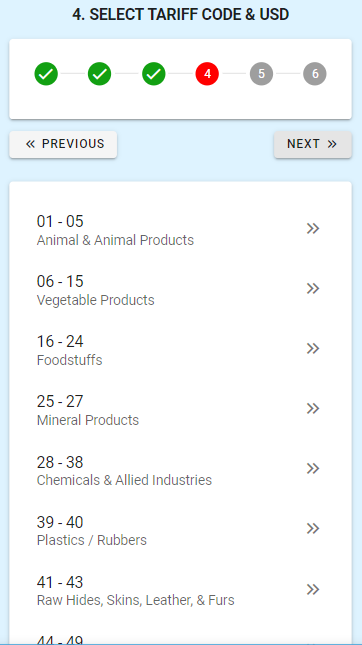 4. SELECT TARIFF CODE & USD
4 5 6
« PREVIOUS NEXT »
01 - 05
Animal & Animal Products
06 - 15
Vegetable Products
16 - 24
Foodstuffs
25 - 27
Mineral Products
28 - 38
Chemicals & Allied Industries
39 - 40
Plastics / Rubbers
41 - 43
Raw Hides, Skins, Leather, & Furs
44 - 49